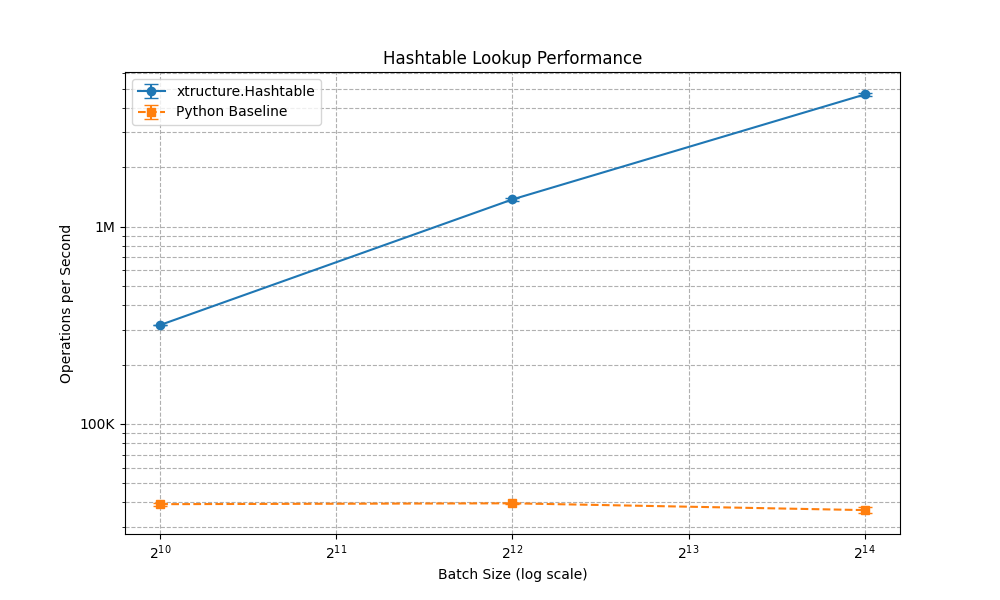 Hashtable Lookup Performance
xtructure.Hashtable
Python Baseline
Operations per Second
1M
100K
2^10
2^11
2^12
2^13
2^14
Batch Size (log scale)